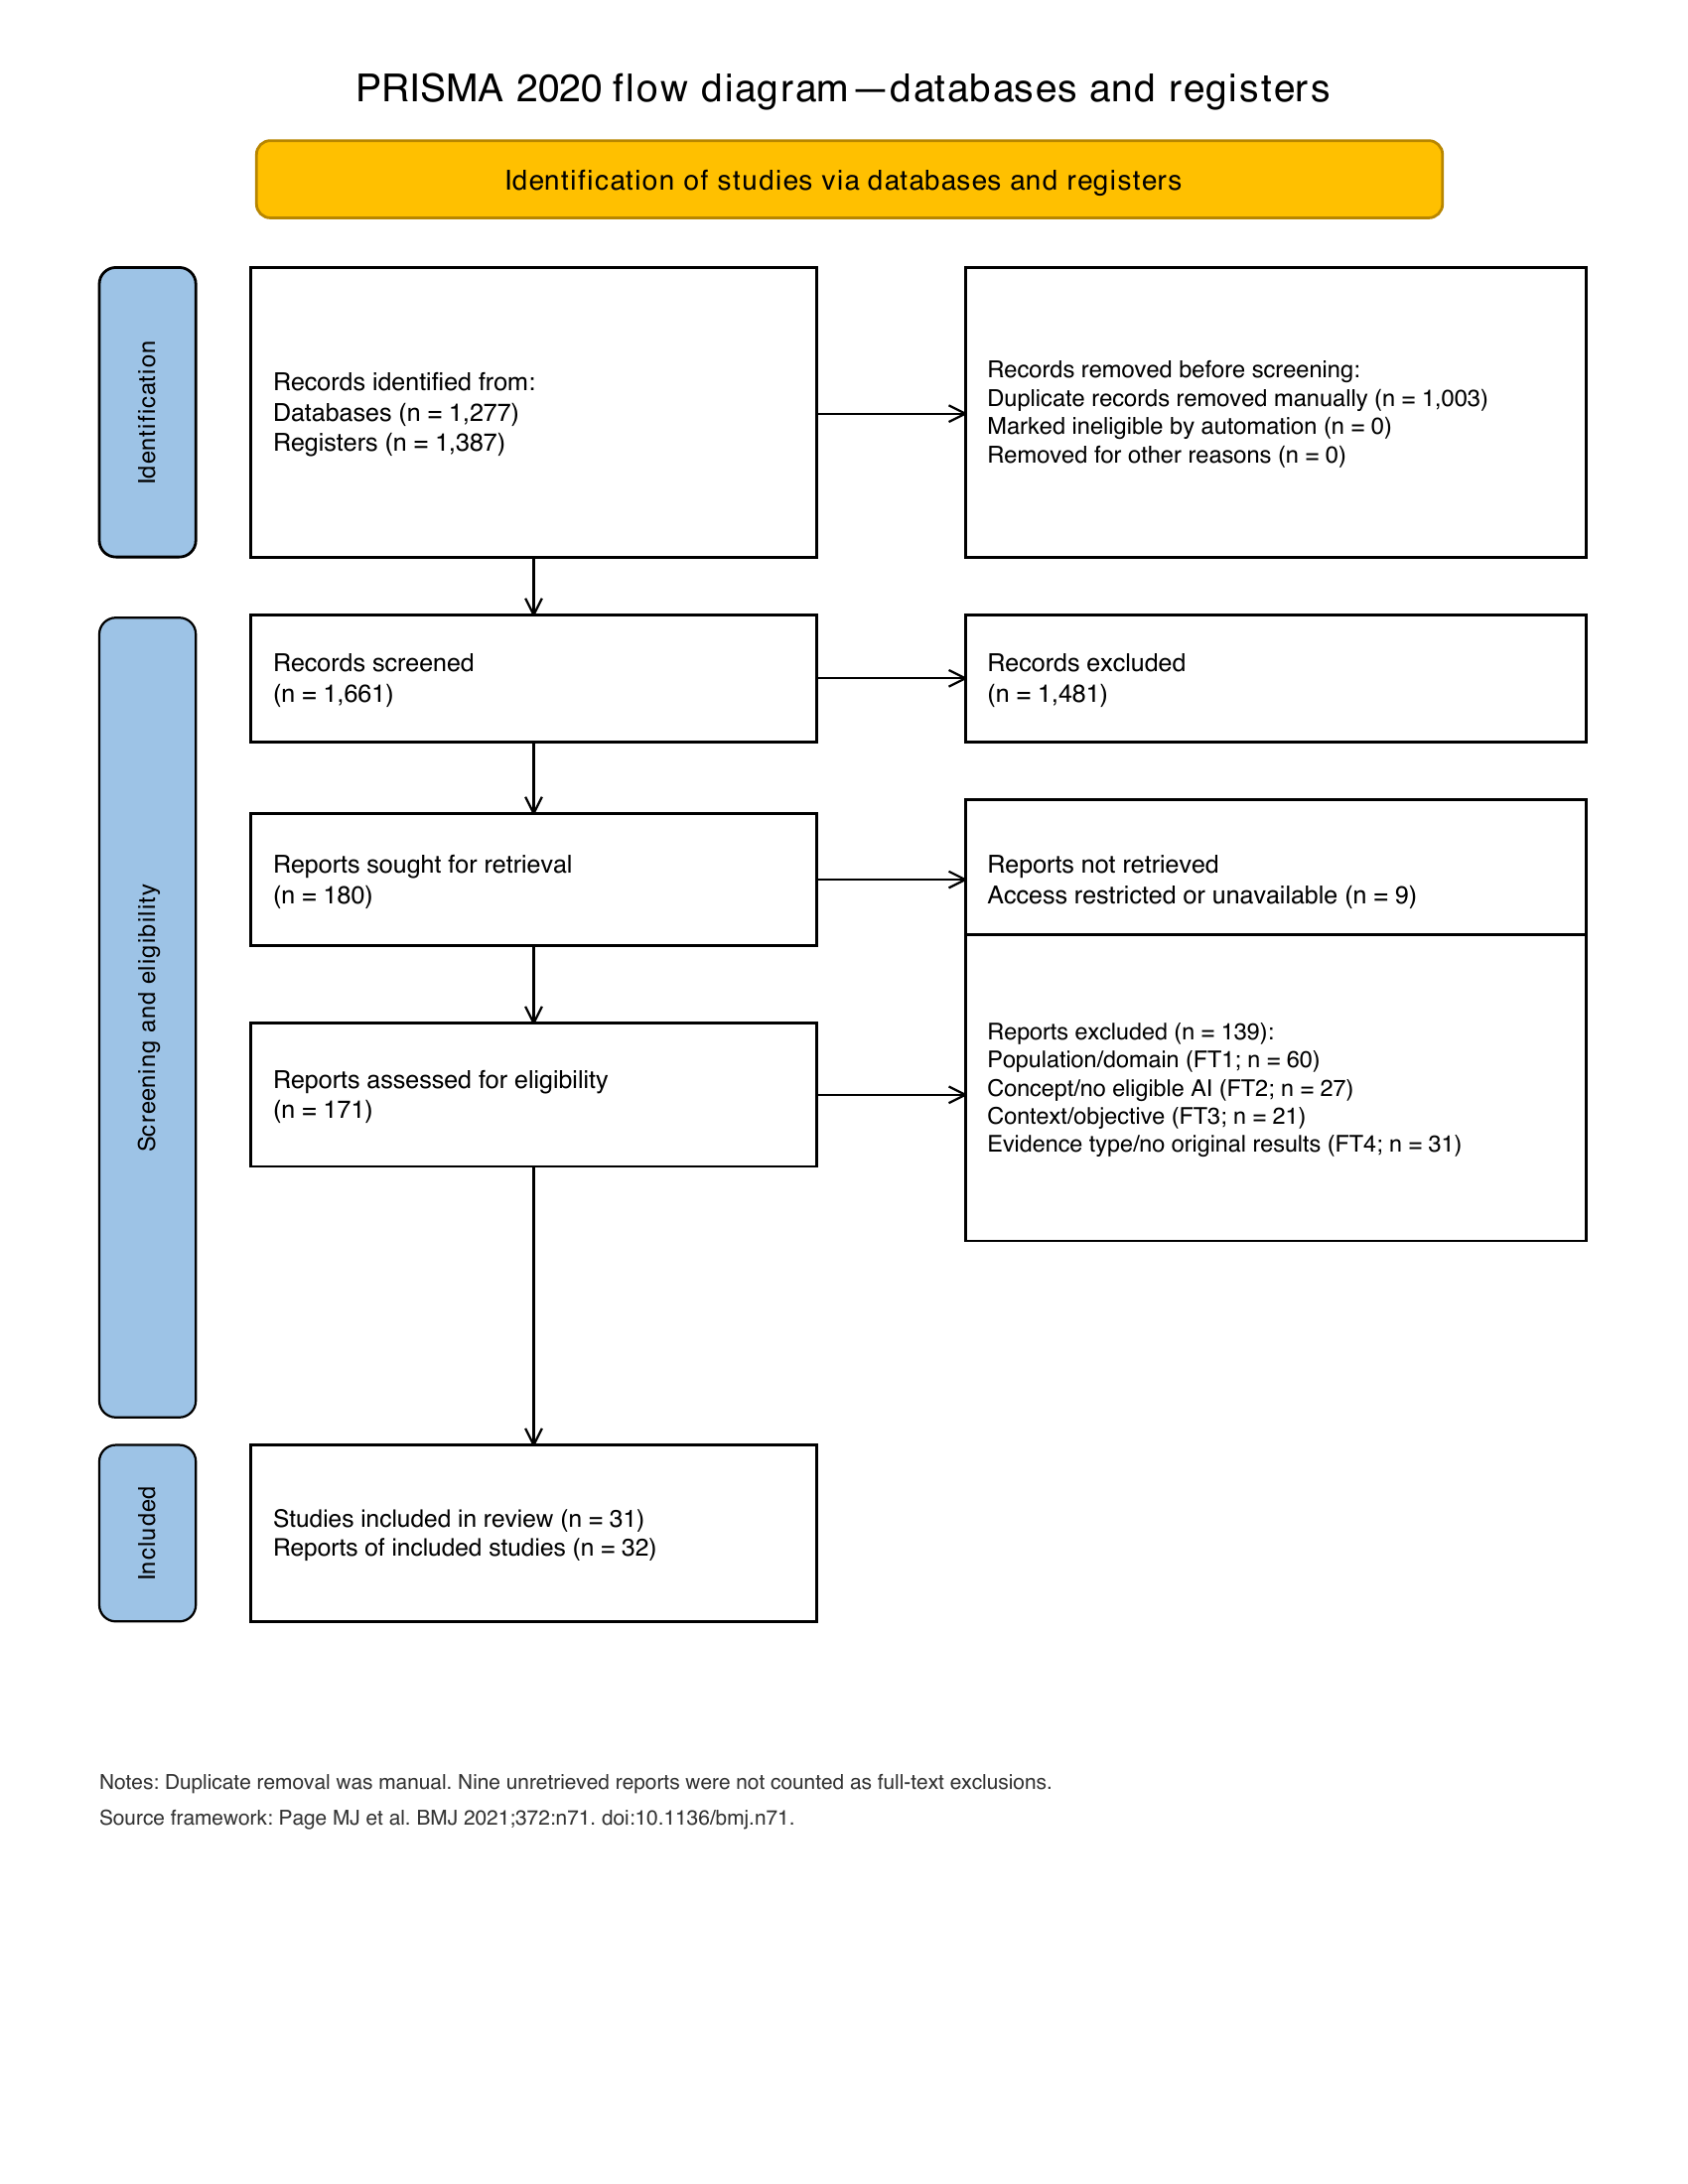 PRISMA 2020 flow diagram—databases and registers
Identification of studies via databases and registers
Identification
Records identified from:
Databases (n = 1,277)
Registers (n = 1,387)
Records removed before screening:
Duplicate records removed manually (n = 1,003)
Marked ineligible by automation (n = 0)
Removed for other reasons (n = 0)
Screening and eligibility
Records screened
(n = 1,661)
Records excluded
(n = 1,481)
Reports sought for retrieval
(n = 180)
Reports not retrieved
Access restricted or unavailable (n = 9)
Reports assessed for eligibility
(n = 171)
Reports excluded (n = 139):
Population/domain (FT1; n = 60)
Concept/no eligible AI (FT2; n = 27)
Context/objective (FT3; n = 21)
Evidence type/no original results (FT4; n = 31)
Included
Studies included in review (n = 31)
Reports of included studies (n = 32)
Notes: Duplicate removal was manual. Nine unretrieved reports were not counted as full-text exclusions.
Source framework: Page MJ et al. BMJ 2021;372:n71. doi:10.1136/bmj.n71.